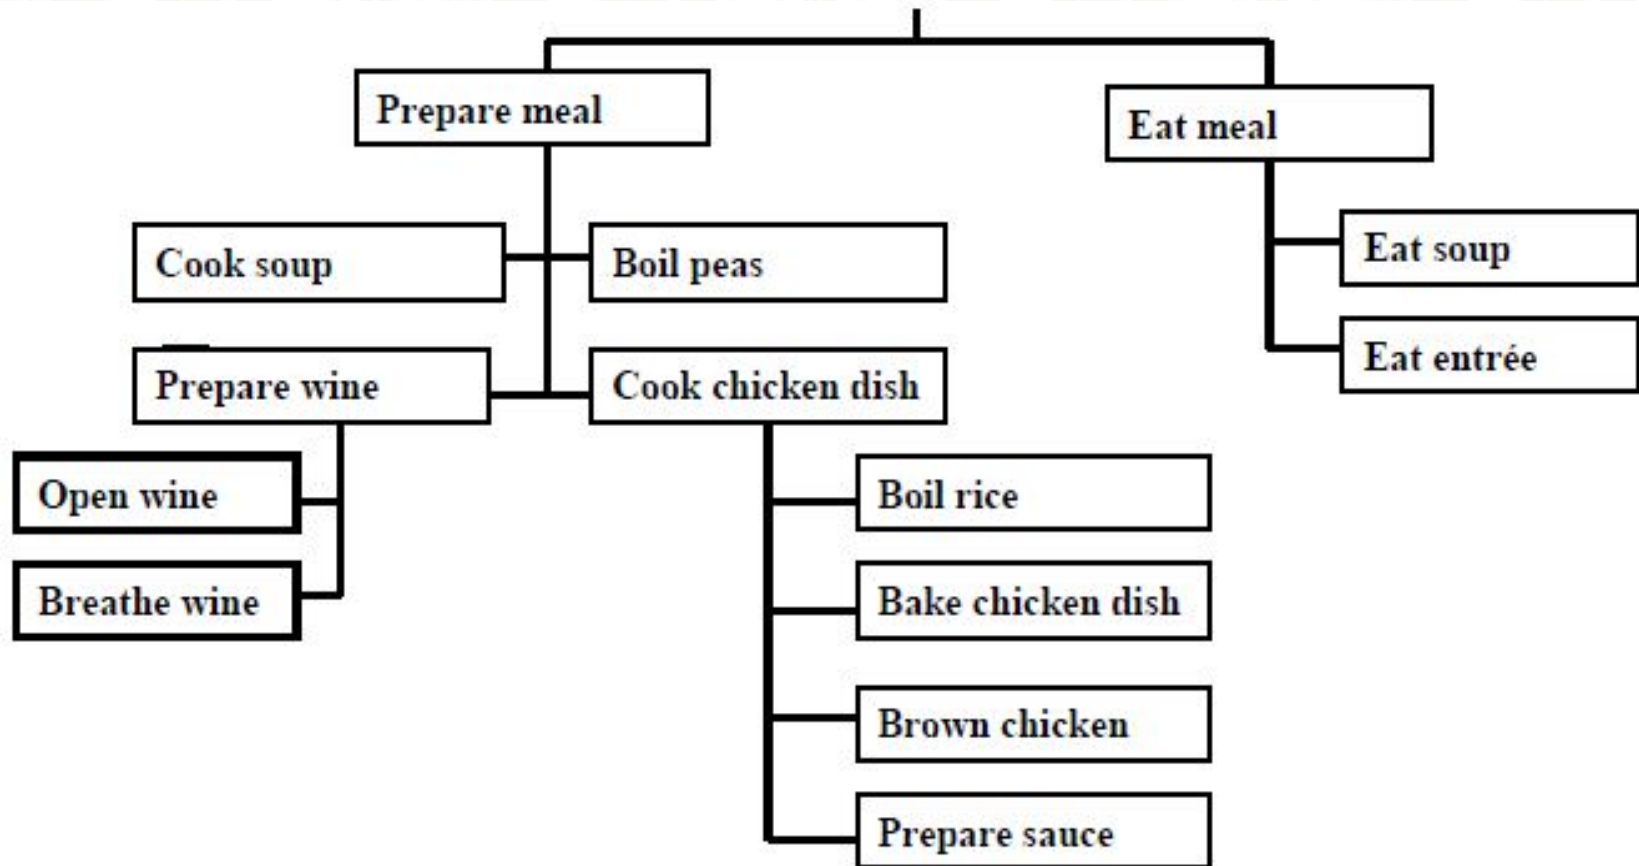 Prepare meal
Eat meal
Cook soup
Boil peas
Eat soup
Eat entrée
Prepare wine
Cook chicken dish
Open wine
Boil rice
Breathe wine
Bake chicken dish
Brown chicken
Prepare sauce